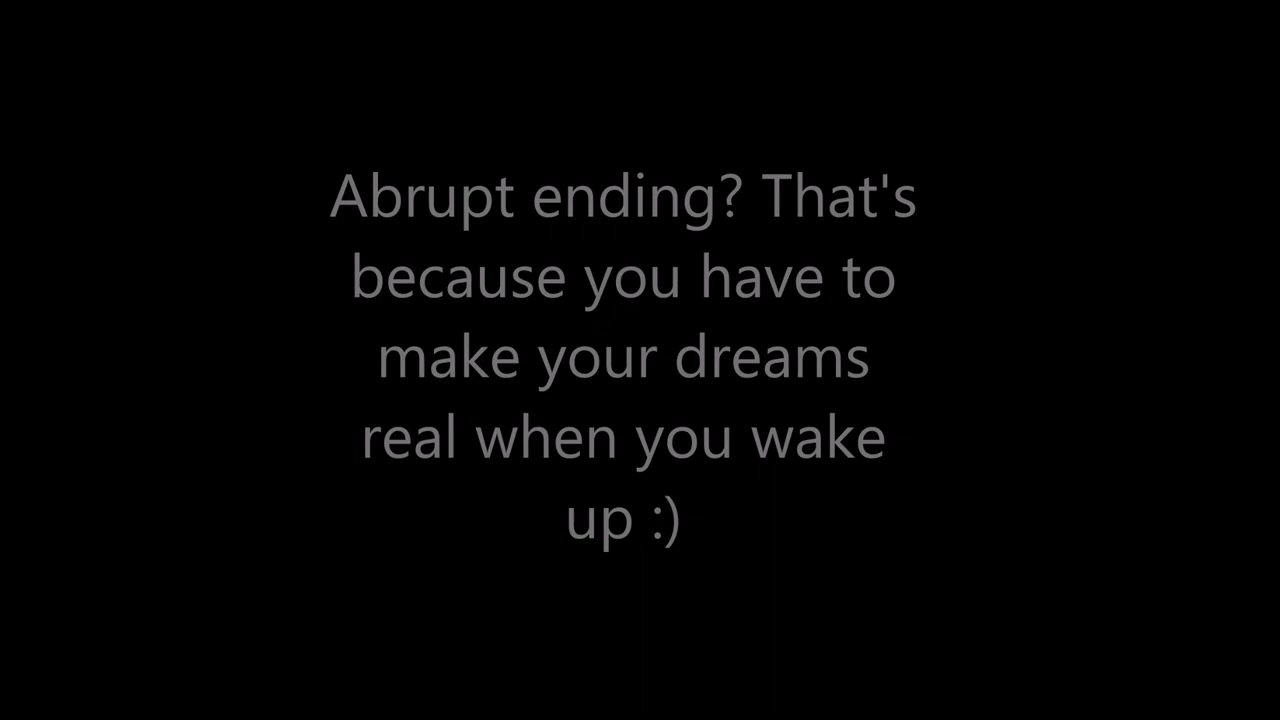 Abrupt ending? That's
because you have to
make your dreams
real when you wake
up :)